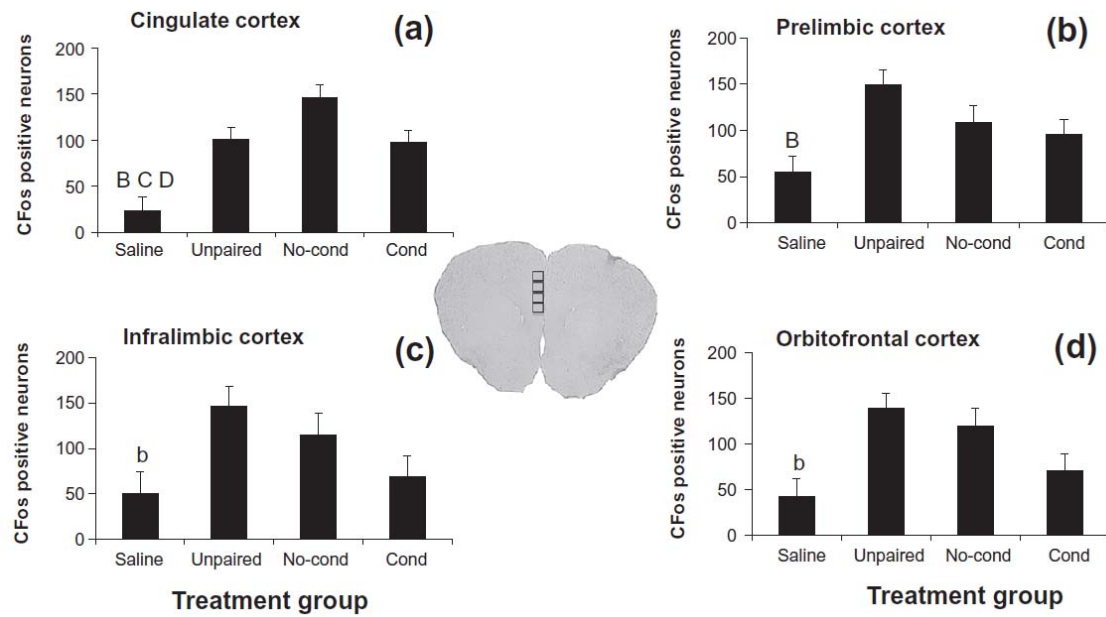 Cingulate cortex
(a)
CFos positive neurons
200
150
100
50
0
B C D
Saline Unpaired No-cond Cond
Prelimbic cortex
(b)
CFos positive neurons
200
150
100
50
0
B
Saline Unpaired No-cond Cond
Infralimbic cortex
(c)
CFos positive neurons
200
150
100
50
0
b
Saline Unpaired No-cond Cond
Treatment group
Orbitofrontal cortex
(d)
CFos positive neurons
200
150
100
50
0
b
Saline Unpaired No-cond Cond
Treatment group